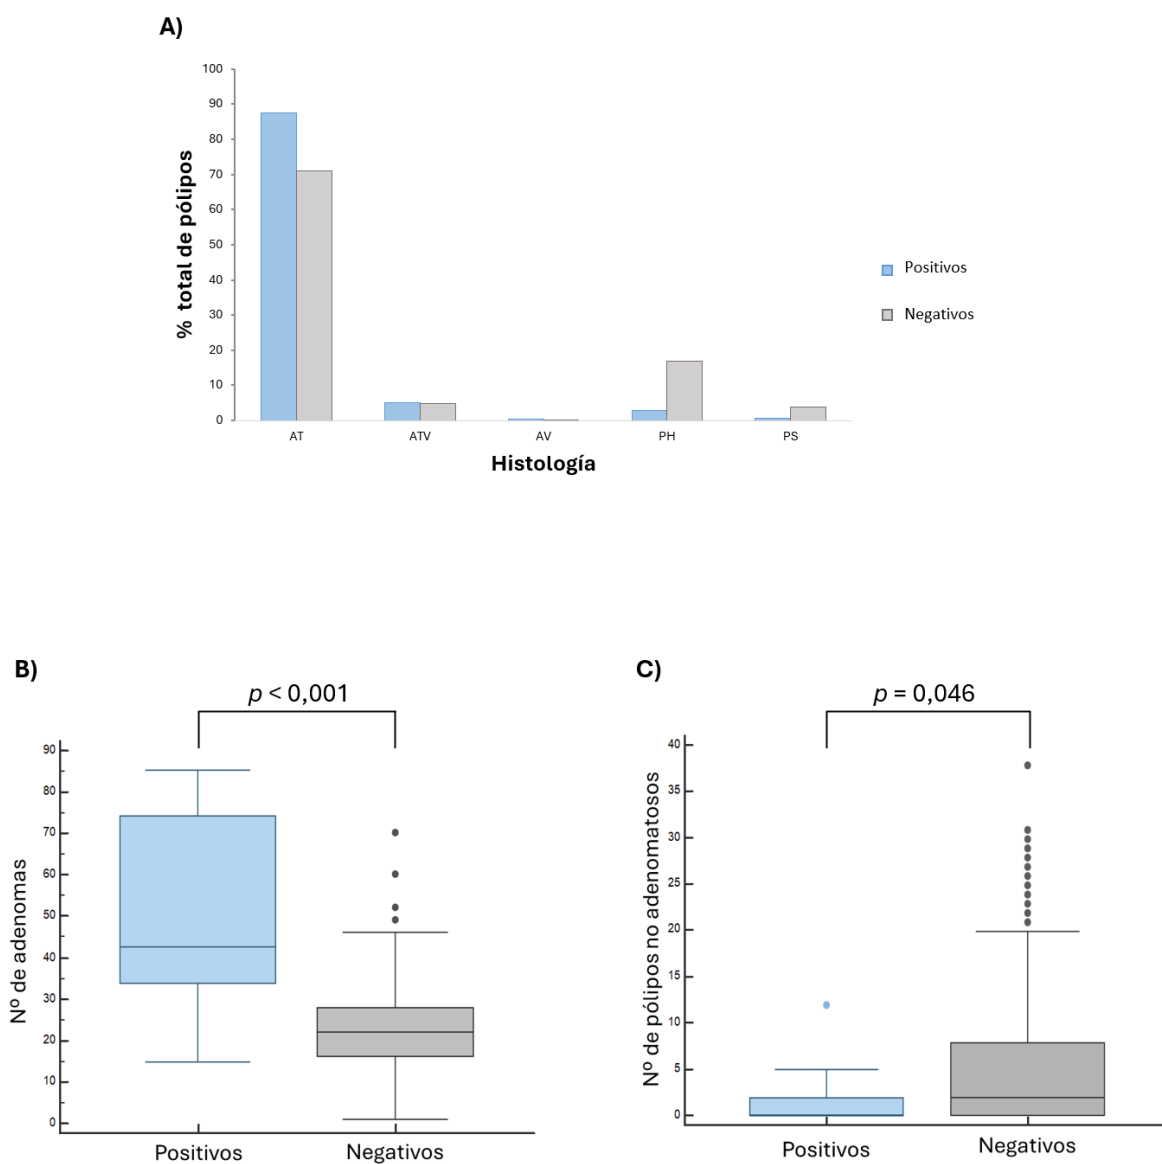 A)
100
90
80
70
60
50
40
30
20
10
0
% total de pólipos
AT
ATV
AV
PH
PS
Histología
Positivos
Negativos
B)
p < 0,001
90
80
70
60
50
40
30
20
10
0
Nº de adenomas
Positivos
Negativos
C)
p = 0,046
40
35
30
25
20
15
10
5
0
Nº de pólipos no adenomatosos
Positivos
Negativos